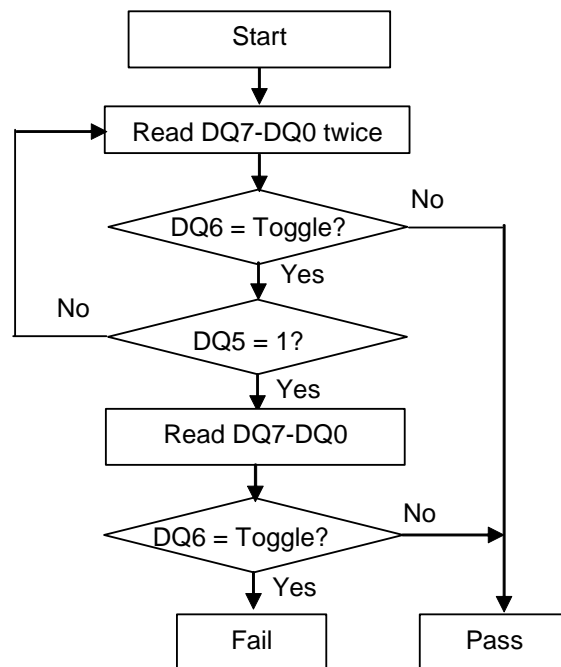 Start
Read DQ7-DQ0 twice
No
DQ6 = Toggle?
Yes
No
DQ5 = 1?
Yes
Read DQ7-DQ0
No
DQ6 = Toggle?
Yes
Fail
Pass